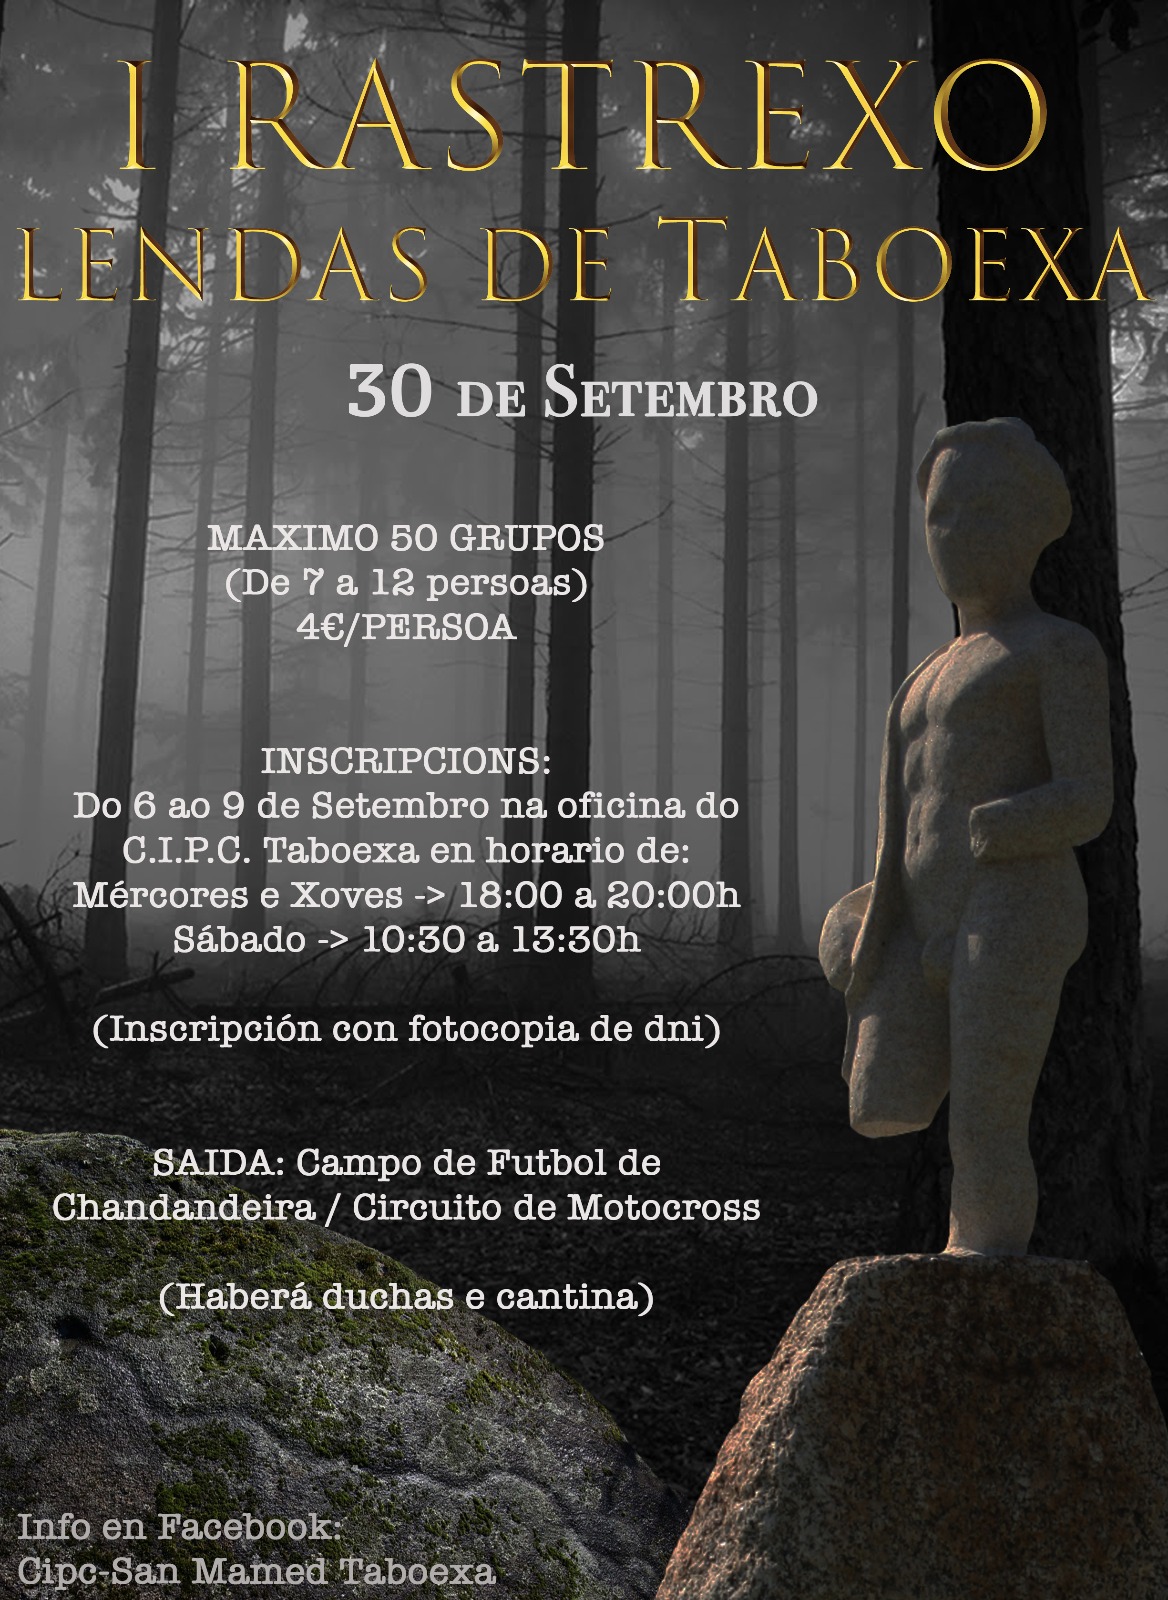 I RASTREXO
LENDAS DE TABOEXA
30 DE SETEMBRO
MAXIMO 50 GRUPOS
(De 7 a 12 persoas)
4€/PERSOA
INSCRIPCIONS:
Do 6 ao 9 de Setembro na oficina do
C.I.P.C. Taboexa en horario de:
Mércores e Xoves -> 18:00 a 20:00h
Sábado -> 10:30 a 13:30h
(Inscripción con fotocopia de dni)
SAIDA: Campo de Futbol de
Chandandeira / Circuito de Motocross
(Haberá duchas e cantina)
Info en Facebook:
Cipc-San Mamed Taboexa